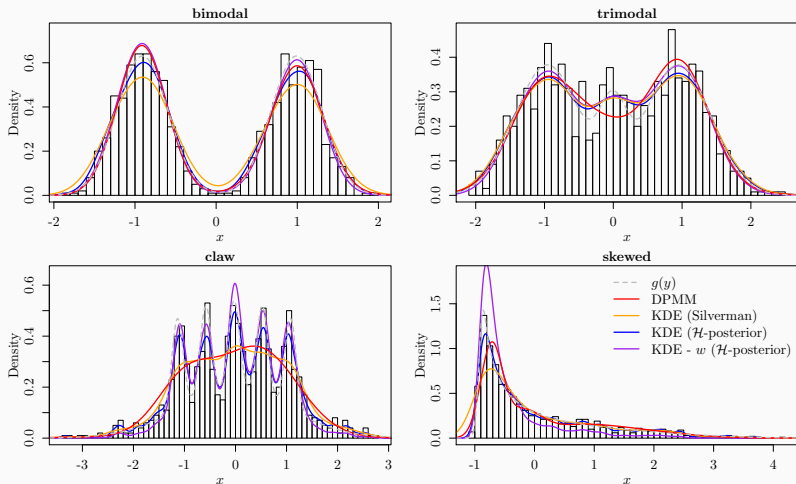 bimodal
Density
0.0 0.2 0.4 0.6
-2 -1 0 1 2
x
trimodal
Density
0.0 0.1 0.2 0.3 0.4
-2 -1 0 1 2
x
claw
Density
0.0 0.2 0.4 0.6
-3 -2 -1 0 1 2 3
x
skewed
Density
0.0 0.5 1.0 1.5
-1 0 1 2 3 4
x
g(y)
DPMM
KDE (Silverman)
KDE (ℋ-posterior)
KDE - w (ℋ-posterior)